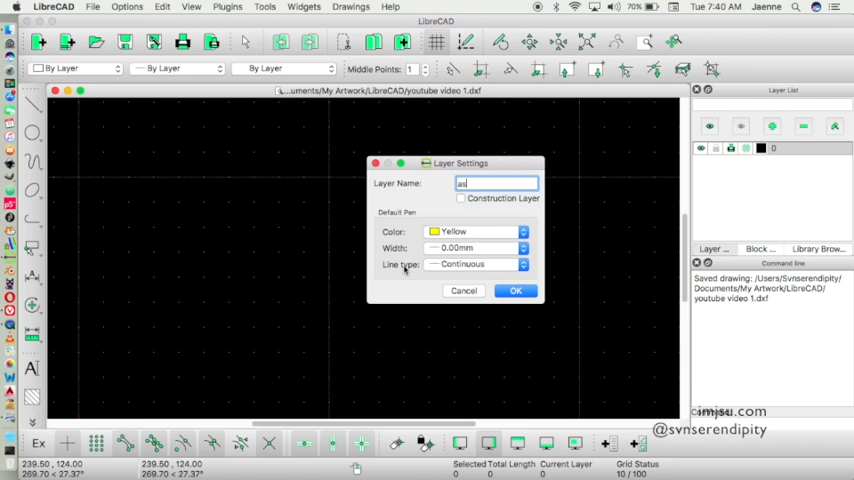 LibreCAD File Options Edit View Plugins Tools Widgets Drawings Help 70% Tue 7:40 AM Jaenne
LibreCAD
By Layer By Layer By Layer Middle Points: 1
...uments/My Artwork/LibreCAD/youtube video 1.dxf
Layer List
0
Layer Settings
Layer Name: as
Construction Layer
Default Pen
Color: Yellow
Width: 0.00mm
Line type: Continuous
Cancel OK
Layer ... Block ... Library Brow...
Command line
Saved drawing: /Users/Svnserendipity/
Documents/My Artwork/LibreCAD/
youtube video 1.dxf
@svnserendipity
Ex
239.50, 124.00 239.50, 124.00 Selected Total Length Current Layer Grid Status
269.70 < 27.37° 269.70 < 27.37° 0 0 0 10 / 100